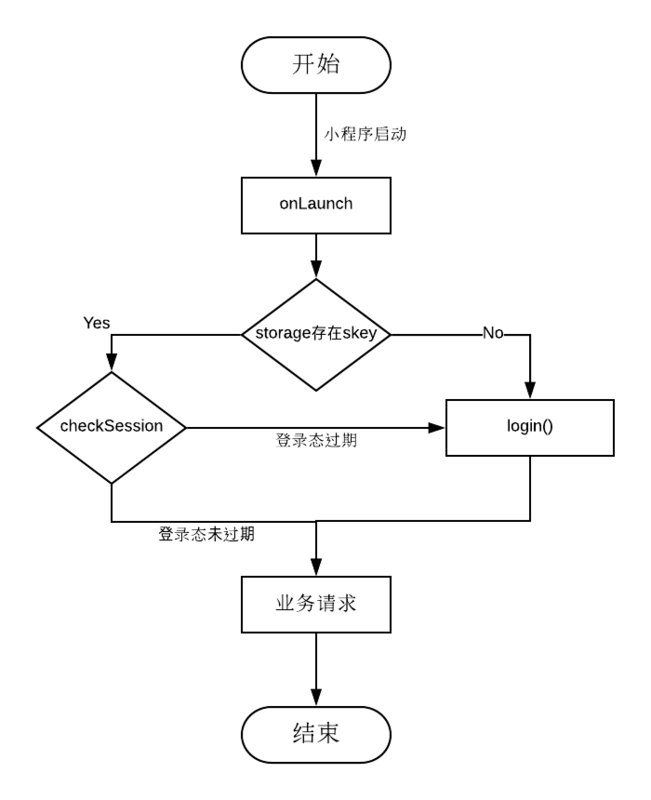 开始
小程序启动
onLaunch
storage存在skey
Yes
No
checkSession
登录态过期
login()
登录态未过期
业务请求
结束